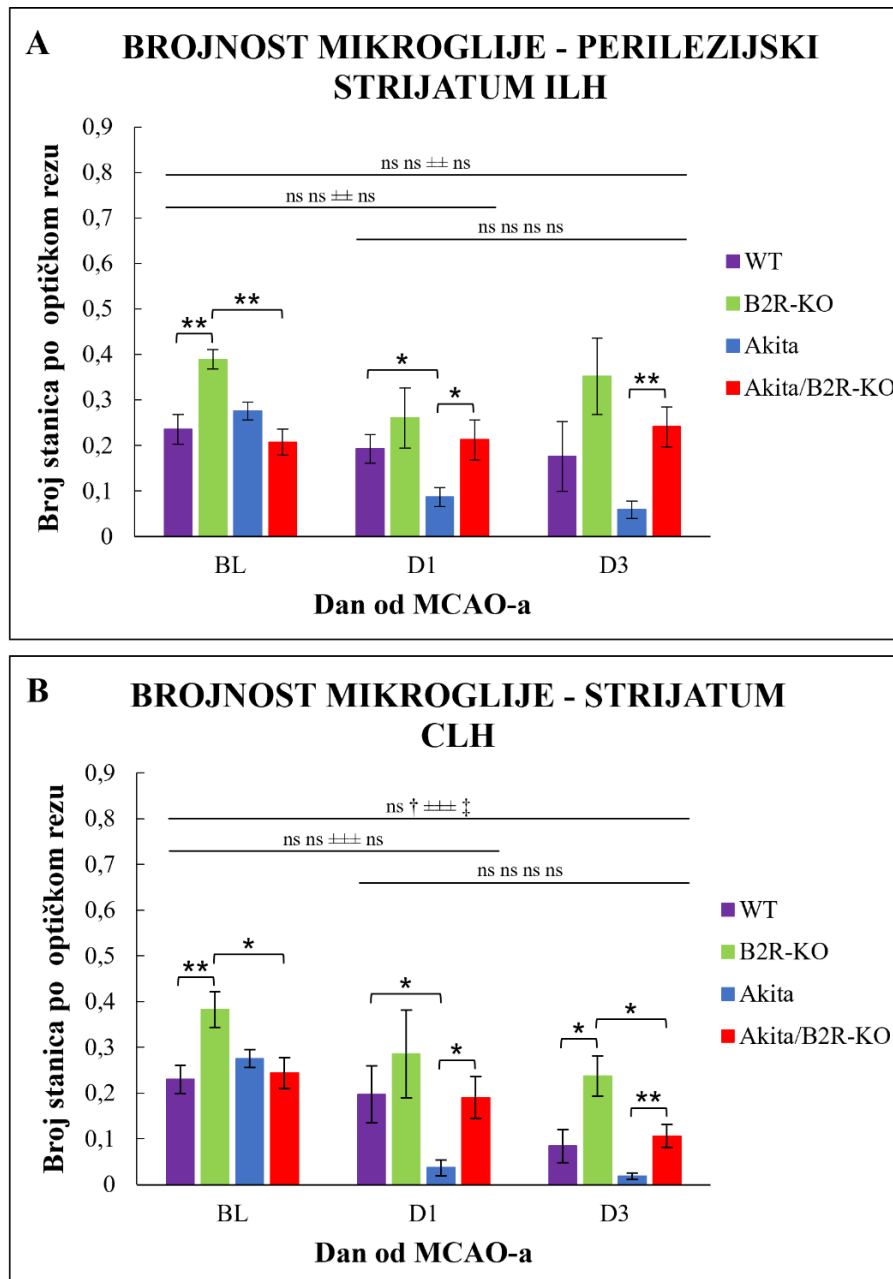 A
BROJNOST MIKROGLIJE - PERILEZIJSKI
STRIJATUM ILH
Broj stanica po optičkom rezu
0,9
0,8
0,7
0,6
0,5
0,4
0,3
0,2
0,1
0
ns ns ±± ns
ns ns ±± ns
ns ns ns ns
**
**
*
*
**
BL
D1
D3
Dan od MCAO-a
WT
B2R-KO
Akita
Akita/B2R-KO
B
BROJNOST MIKROGLIJE - STRIJATUM
CLH
Broj stanica po optičkom rezu
0,9
0,8
0,7
0,6
0,5
0,4
0,3
0,2
0,1
0
ns † ±±± ‡
ns ns ±±± ns
ns ns ns ns
**
*
*
*
*
*
**
BL
D1
D3
Dan od MCAO-a
WT
B2R-KO
Akita
Akita/B2R-KO